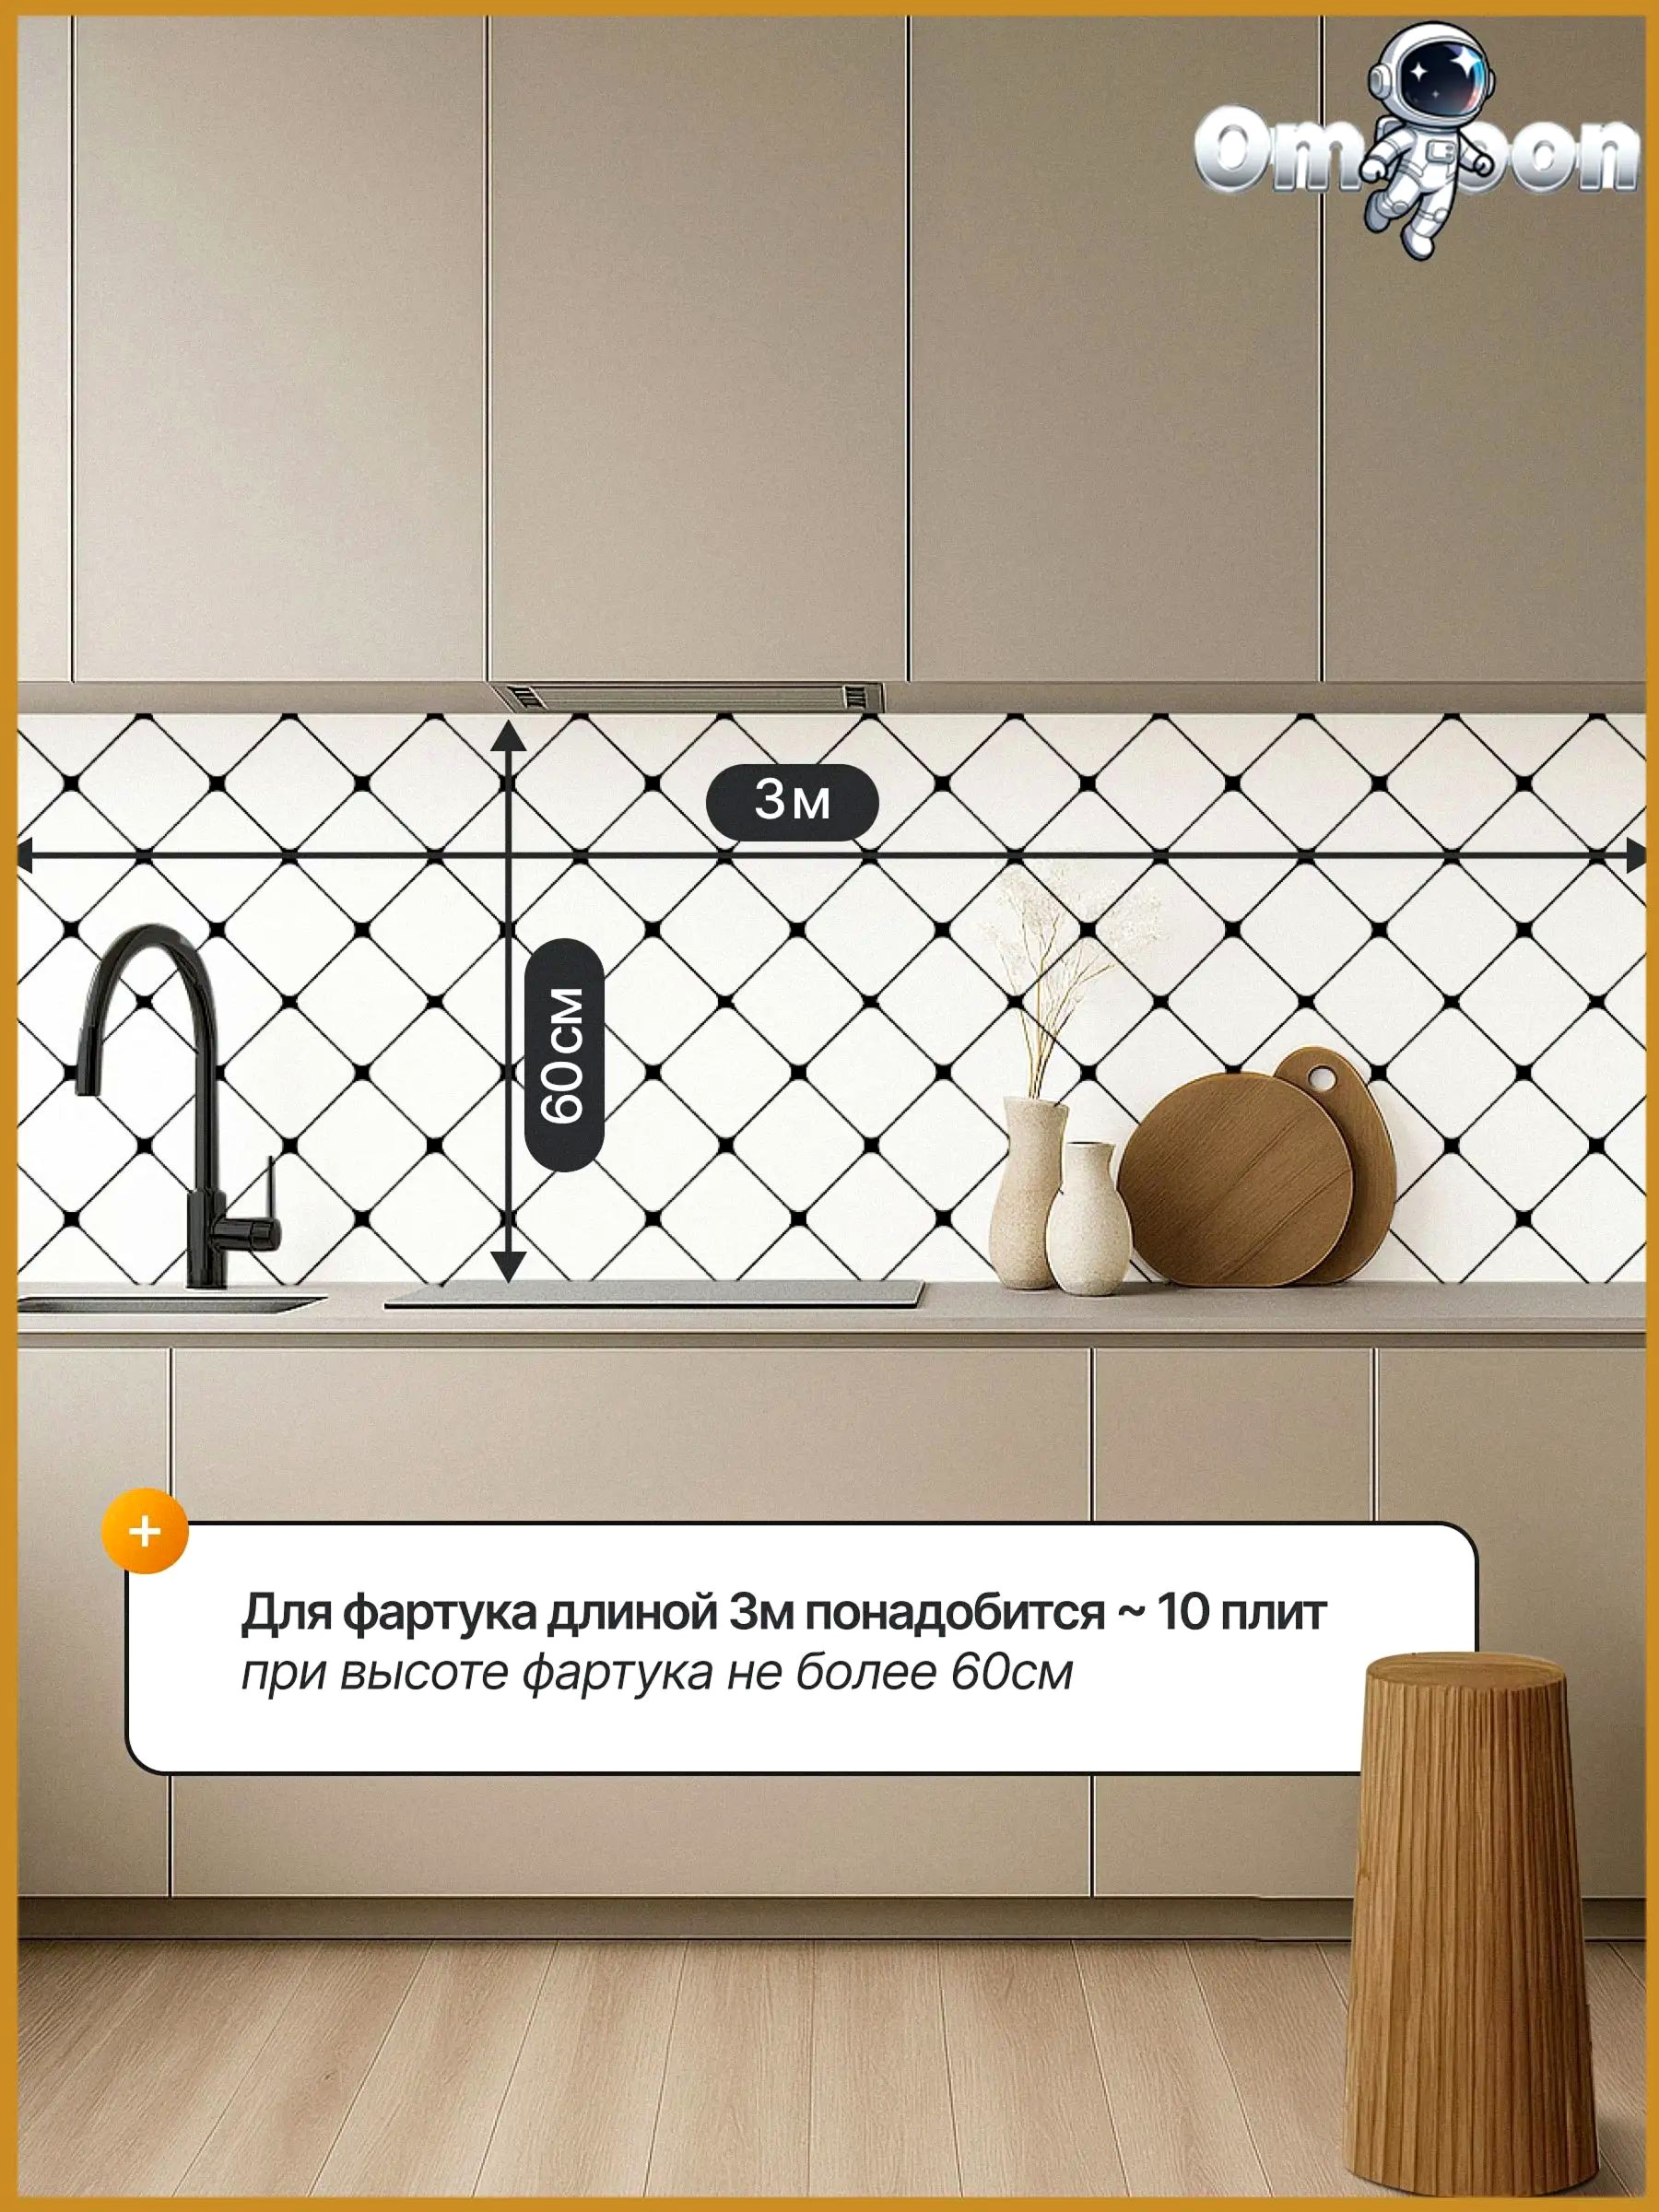 3м
60см
+
Для фартука длиной 3м понадобится ~ 10 плит
при высоте фартука не более 60см